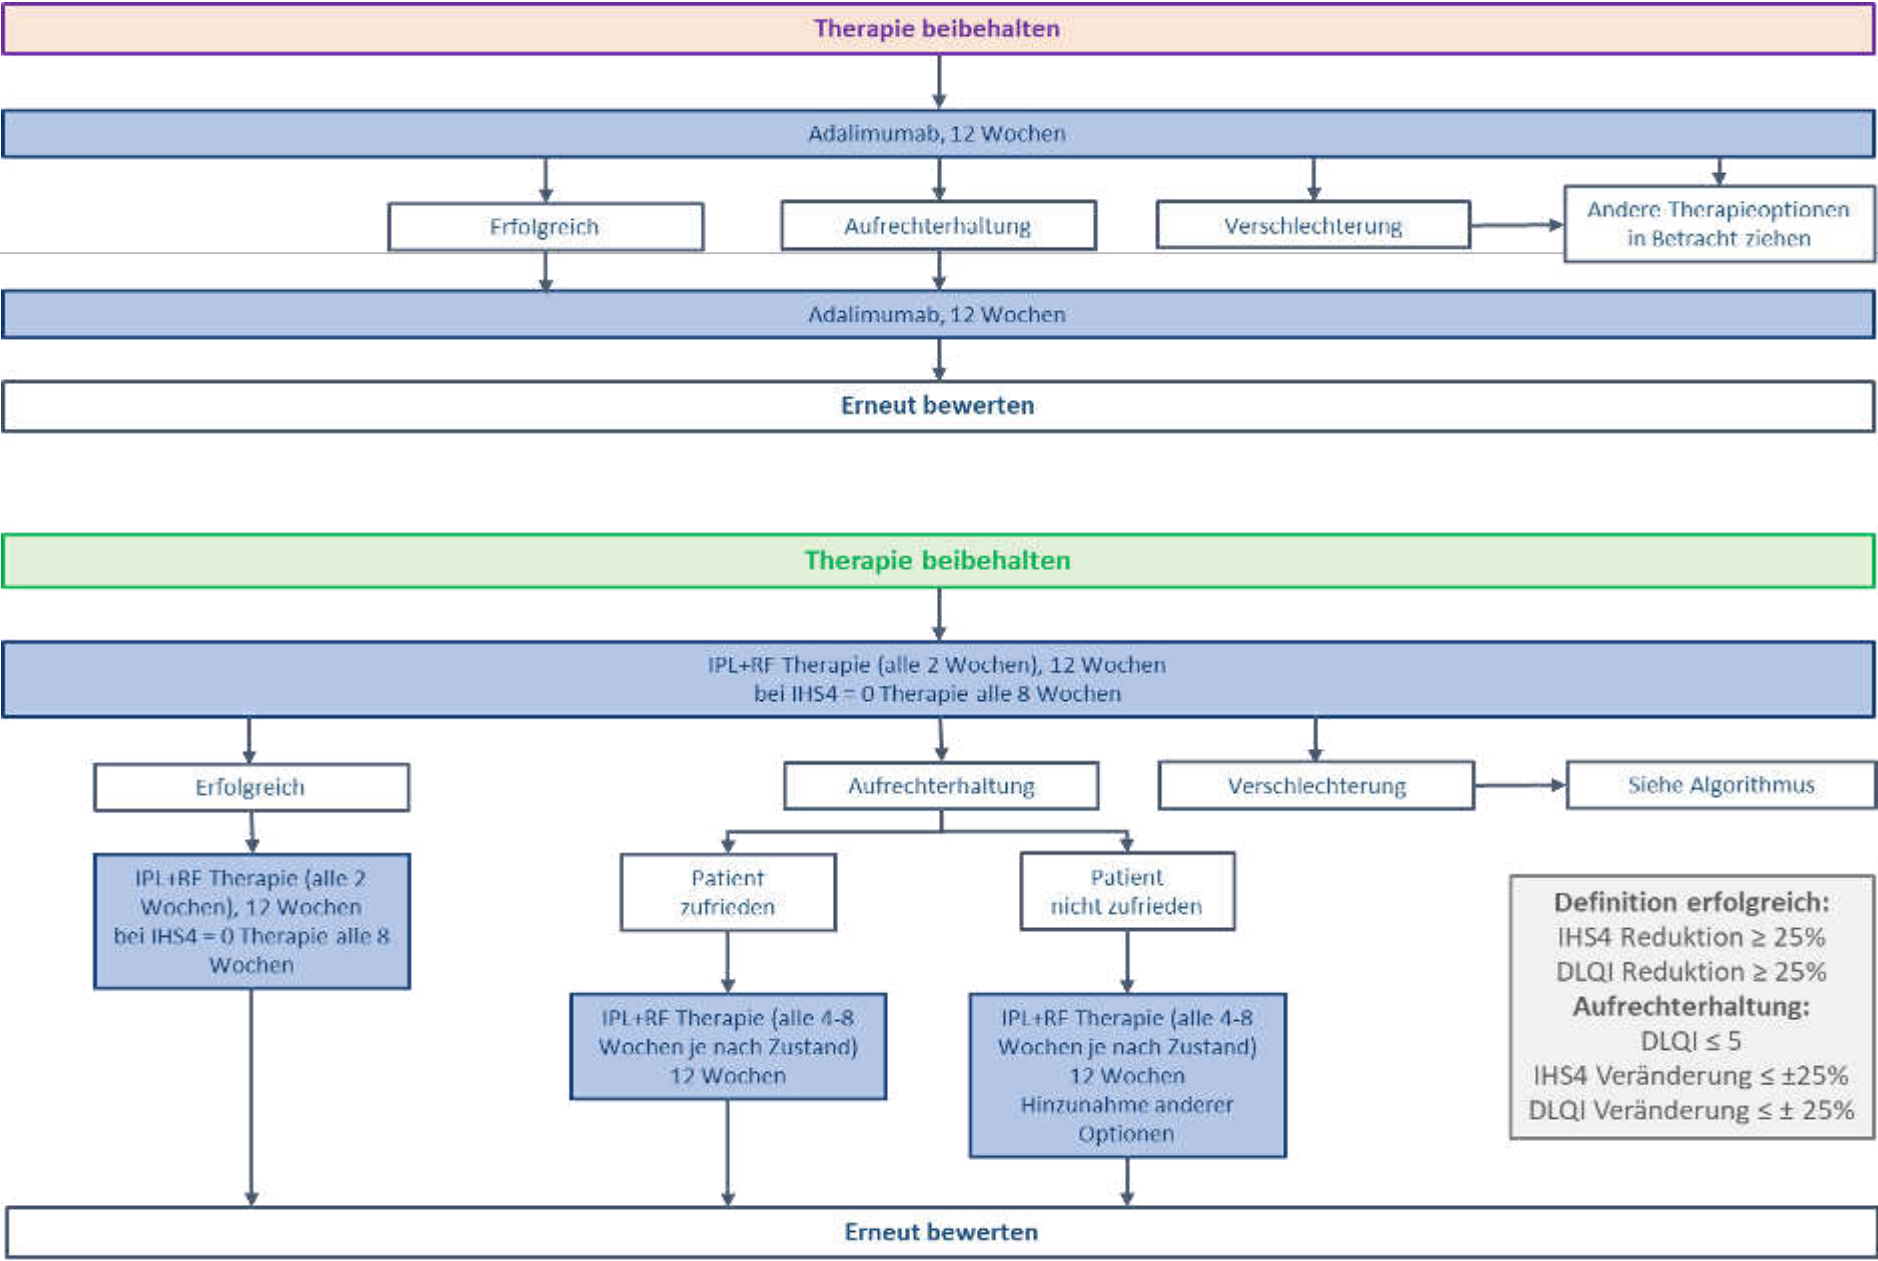 Therapie beibehalten
Adalimumab, 12 Wochen
Erfolgreich
Aufrechterhaltung
Verschlechterung
Andere Therapieoptionen
in Betracht ziehen
Adalimumab, 12 Wochen
Erneut bewerten
Therapie beibehalten
IPL+RF Therapie (alle 2 Wochen), 12 Wochen
bei IHS4 = 0 Therapie alle 8 Wochen
Erfolgreich
Aufrechterhaltung
Verschlechterung
Siehe Algorithmus
IPL+RF Therapie (alle 2
Wochen), 12 Wochen
bei IHS4 = 0 Therapie alle 8
Wochen
Patient
zufrieden
Patient
nicht zufrieden
IPL+RF Therapie (alle 4-8
Wochen je nach Zustand)
12 Wochen
IPL+RF Therapie (alle 4-8
Wochen je nach Zustand)
12 Wochen
Hinzunahme anderer
Optionen
Definition erfolgreich:
IHS4 Reduktion ≥ 25%
DLQI Reduktion ≥ 25%
Aufrechterhaltung:
DLQI ≤ 5
IHS4 Veränderung ≤ ±25%
DLQI Veränderung ≤ ± 25%
Erneut bewerten